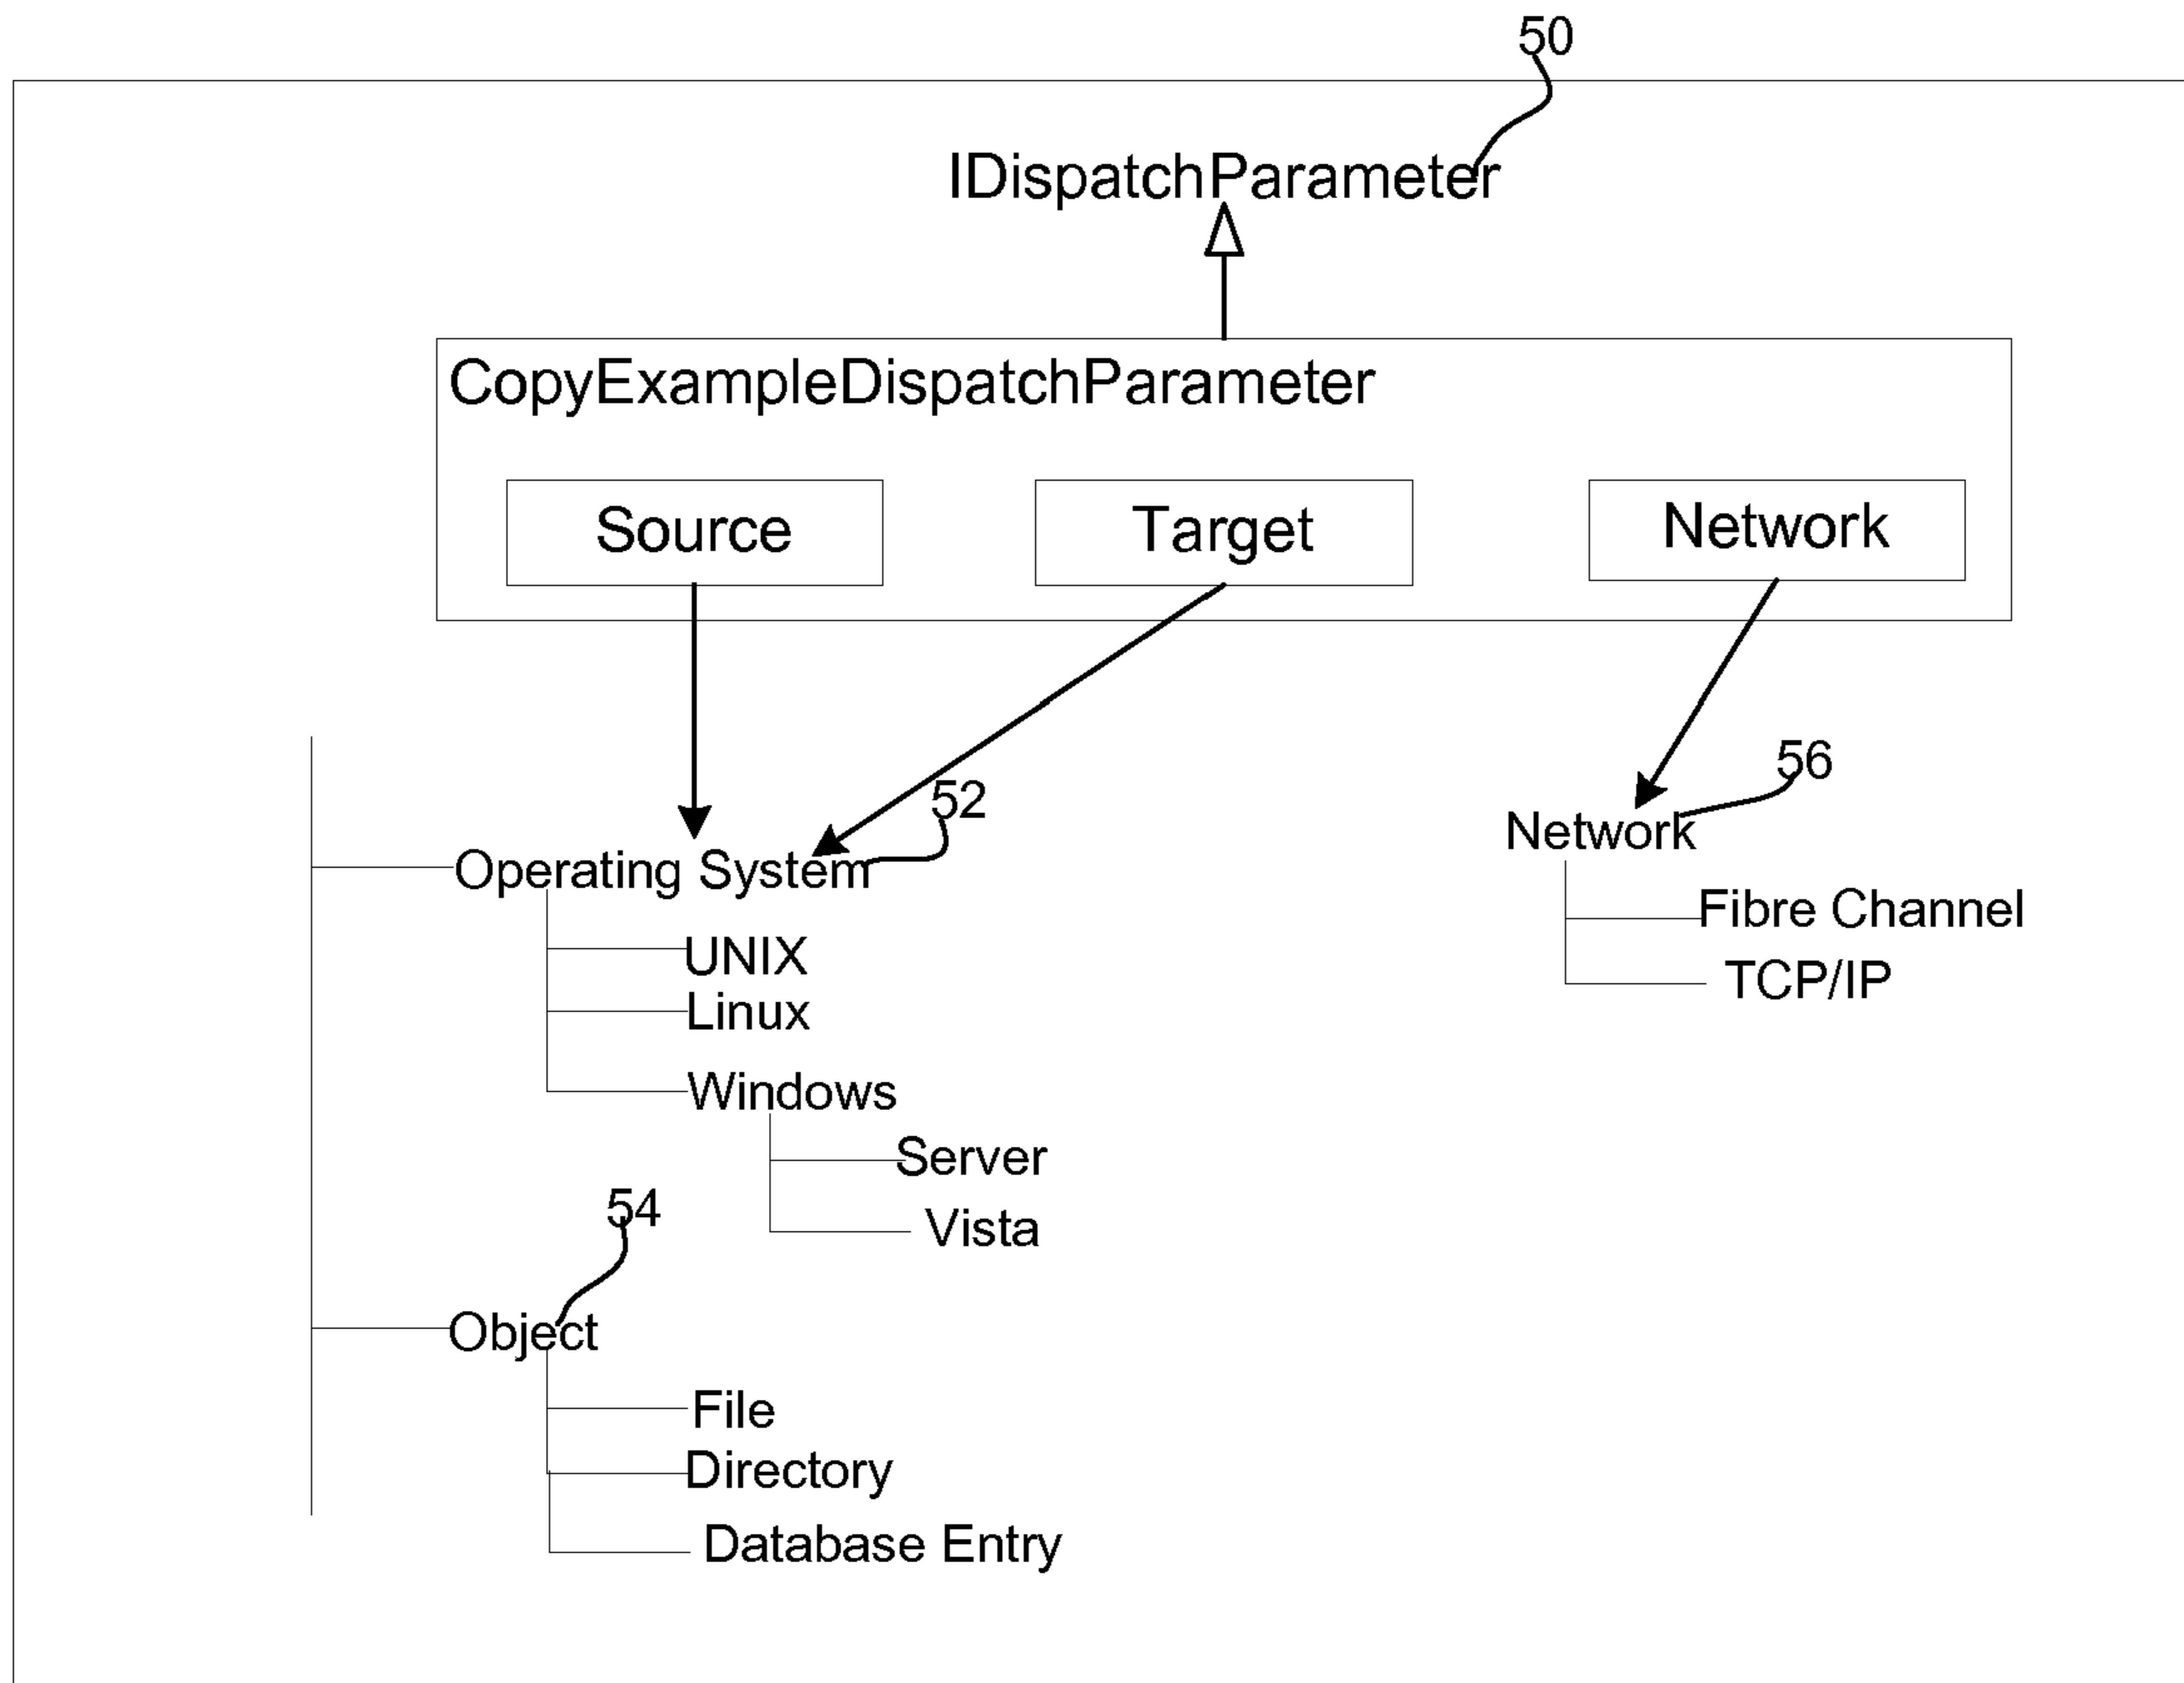 50
IDispatchParameter
CopyExampleDispatchParameter
Source
Target
Network
52
56
Operating System
Network
UNIX
Linux
Windows
Server
Vista
Fibre Channel
TCP/IP
54
Object
File
Directory
Database Entry